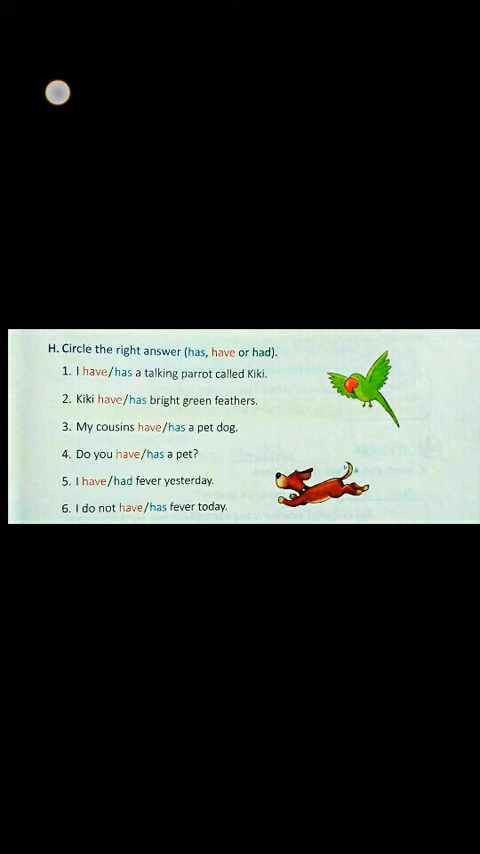 H. Circle the right answer (has, have or had).
1. I have/has a talking parrot called Kiki.
2. Kiki have/has bright green feathers.
3. My cousins have/has a pet dog.
4. Do you have/has a pet?
5. I have/had fever yesterday.
6. I do not have/has fever today.